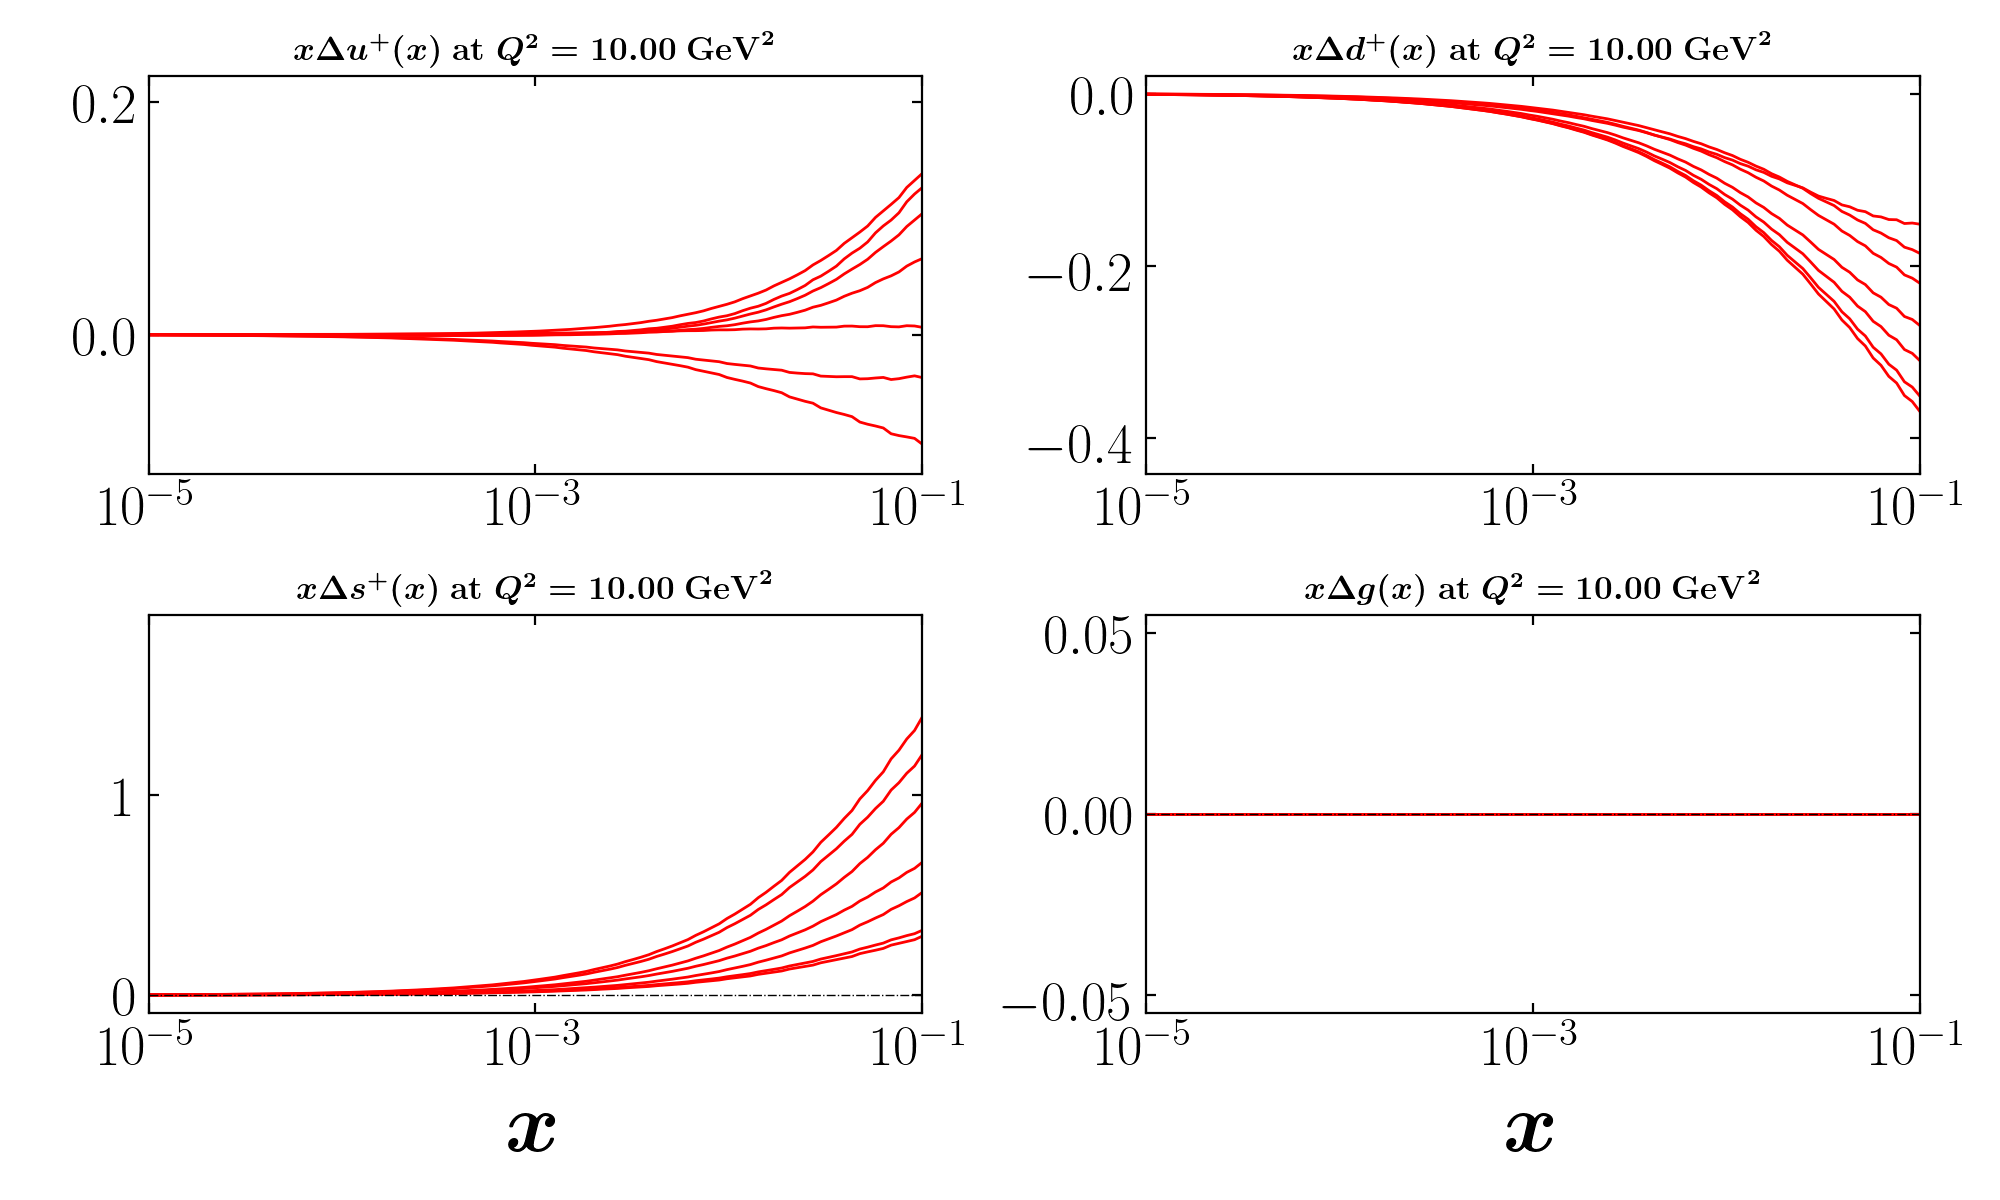 xΔu⁺(x) at Q² = 10.00 GeV²
0.2
0.0
10⁻⁵ 10⁻³ 10⁻¹
xΔd⁺(x) at Q² = 10.00 GeV²
0.0
−0.2
−0.4
10⁻⁵ 10⁻³ 10⁻¹
xΔs⁺(x) at Q² = 10.00 GeV²
1
0
10⁻⁵ 10⁻³ 10⁻¹
x
xΔg(x) at Q² = 10.00 GeV²
0.05
0.00
−0.05
10⁻⁵ 10⁻³ 10⁻¹
x